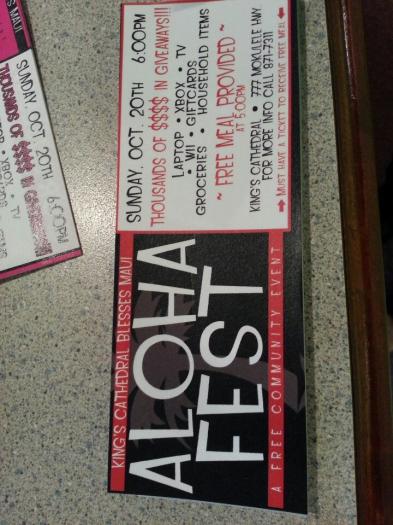 KING'S CATHEDRAL BLESSES MAUI
ALOHA
FEST
A FREE COMMUNITY EVENT
SUNDAY, OCT. 20TH 6:00PM
THOUSANDS OF $$$$ IN GIVEAWAYS!!!
LAPTOP • XBOX • TV
• WII • GIFTCARDS
GROCERIES • HOUSEHOLD ITEMS
~ FREE MEAL PROVIDED ~
AT 5:00PM
KING'S CATHEDRAL • 777 MOKULELE HWY
FOR MORE INFO CALL 871-7311
MUST HAVE A TICKET TO RECEIVE FREE MEAL
MAUI
SUNDAY, OCT. 20TH
6:00PM
THOUSANDS OF $$$$ IN
XBOX • TV